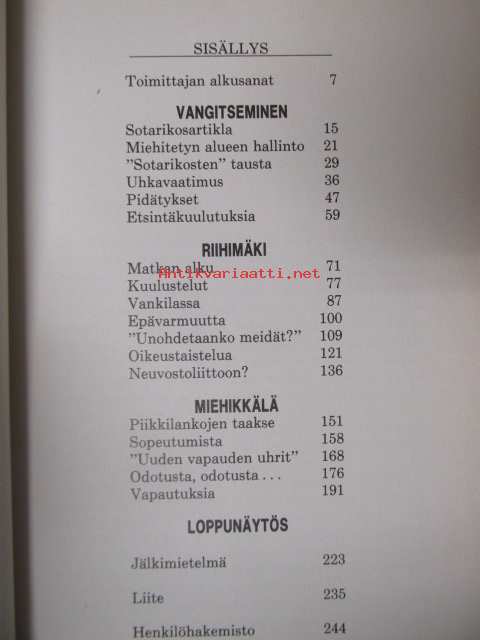 SISÄLLYS
Toimittajan alkusanat 7
VANGITSEMINEN
Sotarikosartikla 15
Miehitetyn alueen hallinto 21
”Sotarikosten” tausta 29
Uhkavaatimus 36
Pidätykset 47
Etsintäkuulutuksia 59
RIIHIMÄKI
Matkan alku 71
Antikvariaatti.net
Kuulustelut 77
Vankilassa 87
Epävarmuutta 100
"Unohdetaanko meidät?" 109
Oikeustaistelua 121
Neuvostoliittoon? 136
MIEHIKKÄLÄ
Piikkilankojen taakse 151
Sopeutumista 158
"Uuden vapauden uhrit" 168
Odotusta, odotusta . . . 176
Vapautuksia 191
LOPPUNÄYTÖS
Jälkimietelmä 223
Liite 235
Henkilöhakemisto 244